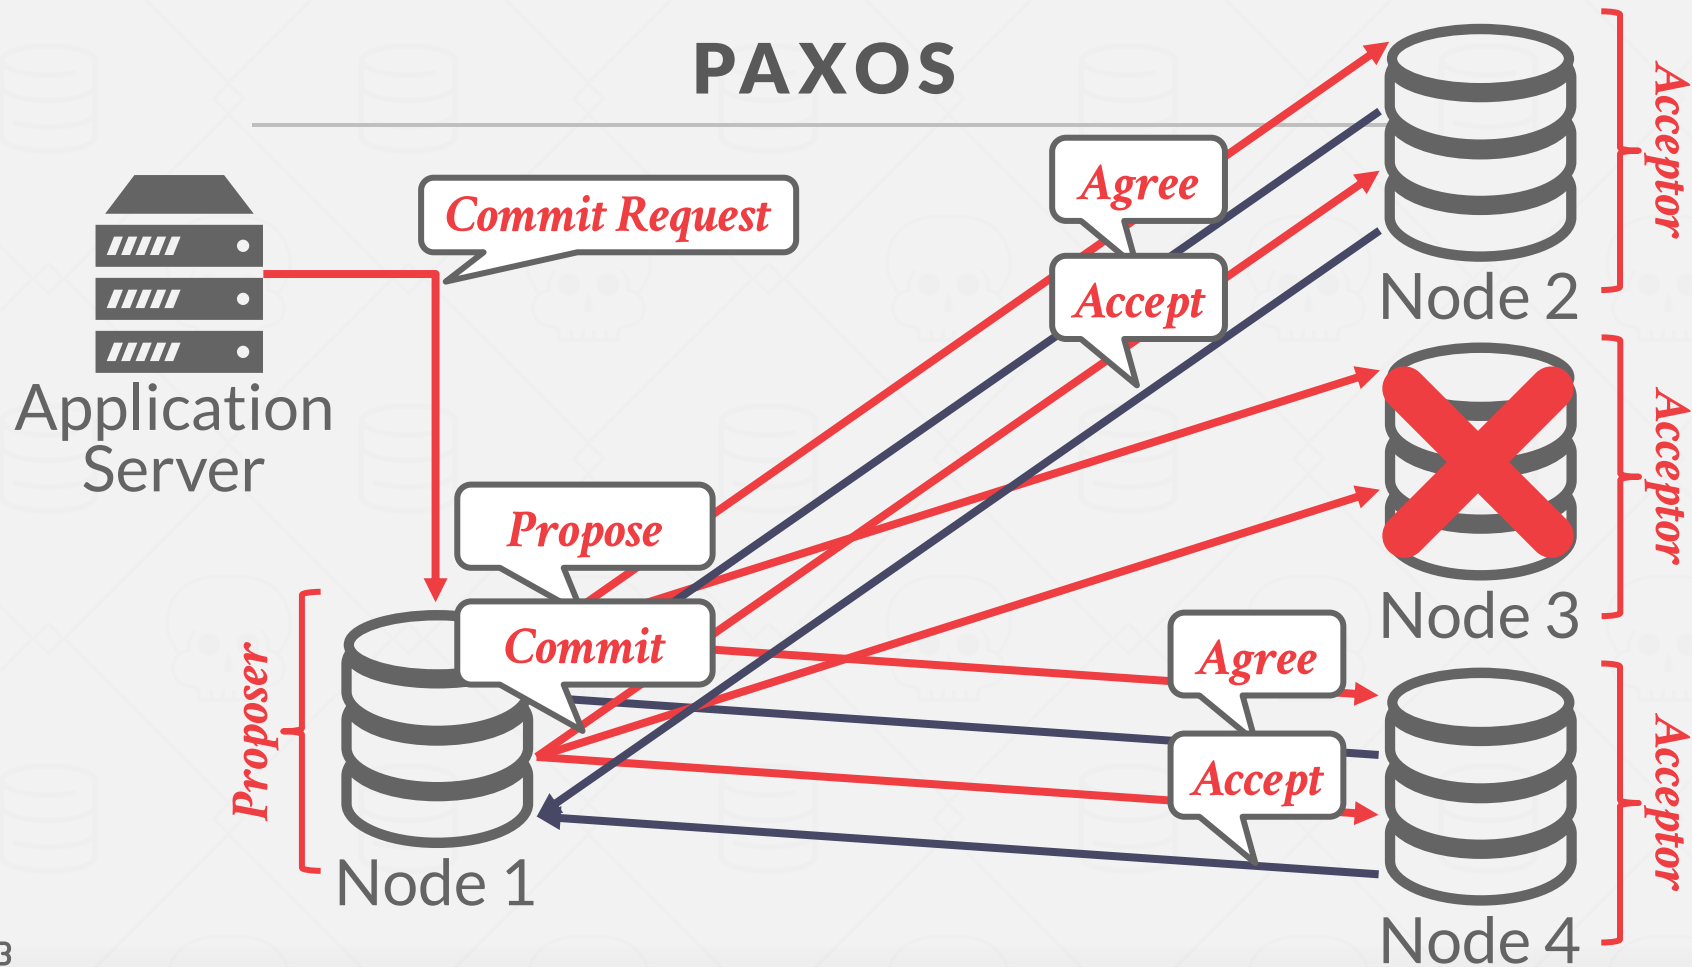 PAXOS
Commit Request
Application
Server
Propose
Commit
Proposer
Node 1
Agree
Accept
Node 2
Acceptor
Node 3
Acceptor
Agree
Accept
Node 4
Acceptor
3